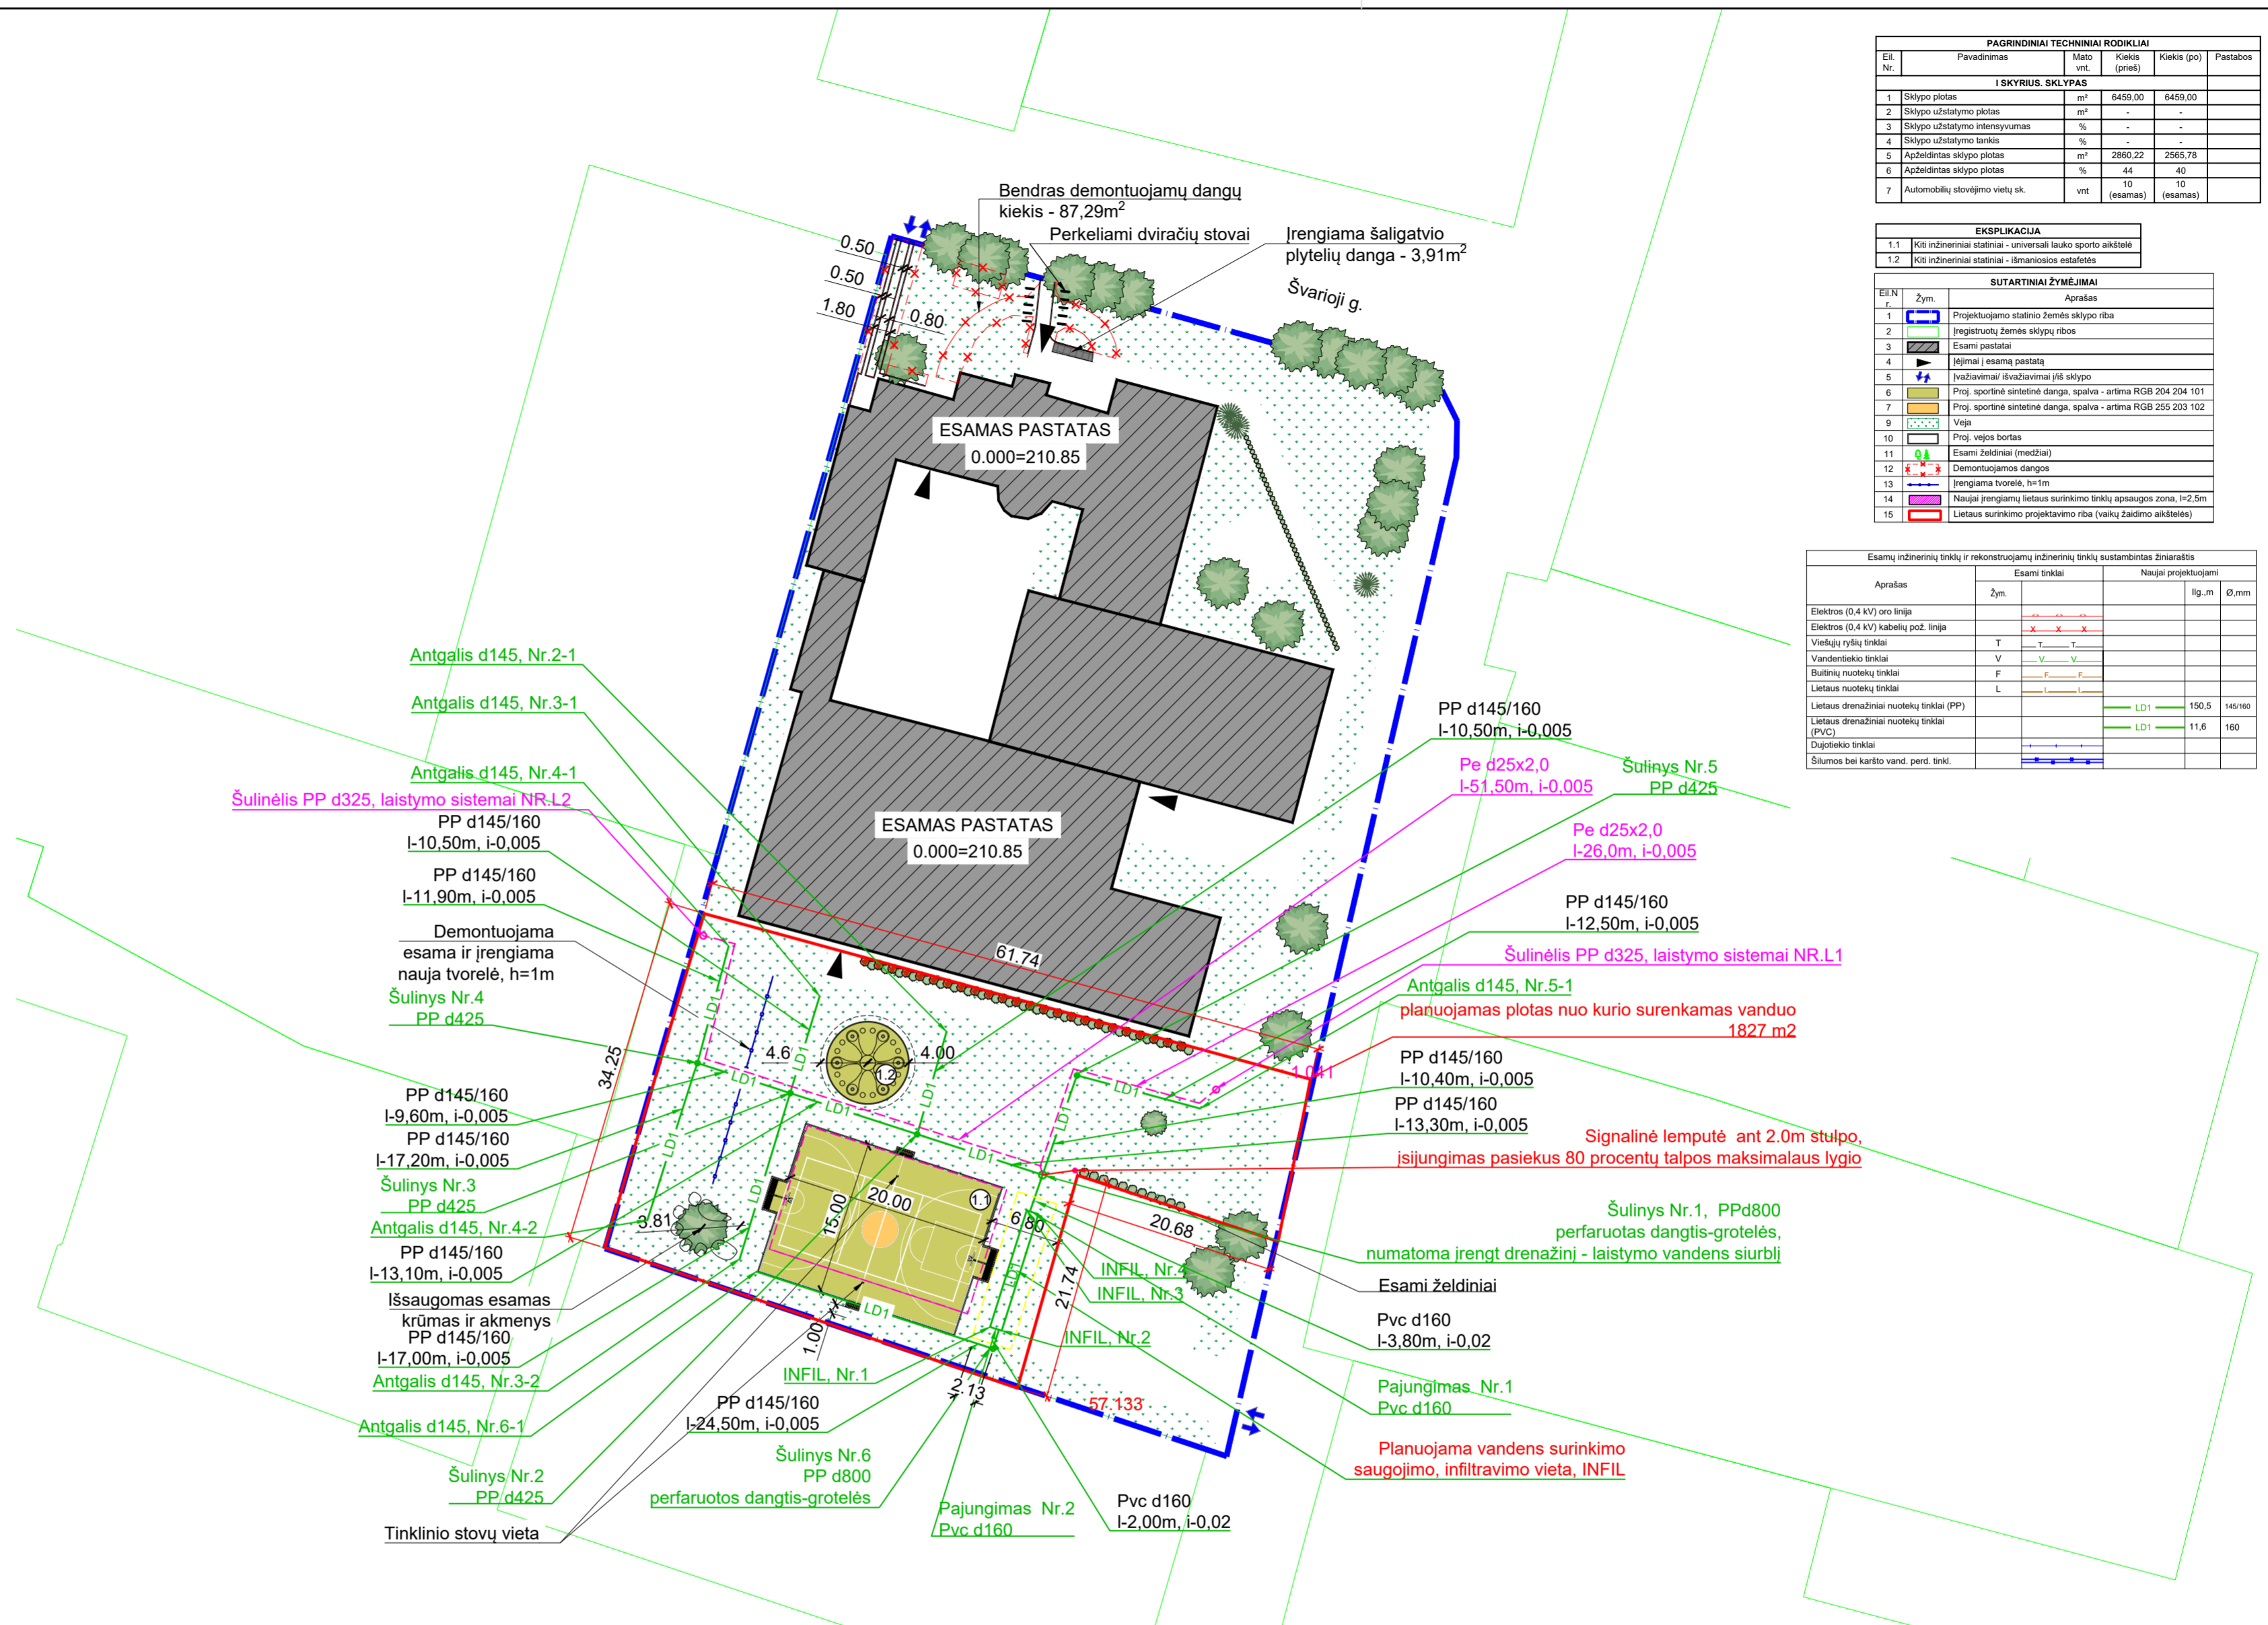 PAGRINDINIAI TECHNINIAI RODIKLIAI
Eil. Nr. Pavadinimas Mato vnt. Kiekis (prieš) Kiekis (po) Pastabos
I SKYRIUS. SKLYPAS
1 Sklypo plotas m² 6459,00 6459,00
2 Sklypo užstatymo plotas m² - -
3 Sklypo užstatymo intensyvumas % - -
4 Sklypo užstatymo tankis % - -
5 Apželdintas sklypo plotas m² 2860,22 2565,78
6 Apželdintas sklypo plotas % 44 40
7 Automobilių stovėjimo vietų sk. vnt 10 (esamas) 10 (esamas)
EKSPLIKACIJA
1.1 Kiti inžineriniai statiniai - universali lauko sporto aikštelė
1.2 Kiti inžineriniai statiniai - išmaniosios estafetės
SUTARTINIAI ŽYMĖJIMAI
Eil.Nr. Žym. Aprašas
1 Projektuojamo statinio žemės sklypo riba
2 Įregistruotų žemės sklypų ribos
3 Esami pastatai
4 Įėjimai į esamą pastatą
5 Įvažiavimai/ išvažiavimai į/iš sklypo
6 Proj. sportinė sintetinė danga, spalva - artima RGB 204 204 101
7 Proj. sportinė sintetinė danga, spalva - artima RGB 255 203 102
9 Veja
10 Proj. vejos bortas
11 Esami želdiniai (medžiai)
12 Demontuojamos dangos
13 Įrengiama tvorelė, h=1m
14 Naujai įrengiamų lietaus surinkimo tinklų apsaugos zona, l=2,5m
15 Lietaus surinkimo projektavimo riba (vaikų žaidimo aikštelės)
Esamų inžinerinių tinklų ir rekonstruojamų inžinerinių tinklų sustambintas žiniaraštis
Aprašas Esami tinklai Naujai projektuojami
Žym. Ilg.,m Ø,mm
Elektros (0,4 kV) oro linija
Elektros (0,4 kV) kabelių pož. linija X X X
Viešųjų ryšių tinklai T T T
Vandentiekio tinklai V V V
Buitinių nuotekų tinklai F F F
Lietaus nuotekų tinklai L L L
Lietaus drenažiniai nuotekų tinklai (PP) LD1 150,5 145/160
Lietaus drenažiniai nuotekų tinklai (PVC) LD1 11,6 160
Dujotiekio tinklai
Šilumos bei karšto vand. perd. tinkl.
Bendras demontuojamų dangų
kiekis - 87,29m²
Perkeliami dviračių stovai
Įrengiama šaligatvio
plytelių danga - 3,91m²
Švarioji g.
0.50
0.50
1.80
0.80
ESAMAS PASTATAS
0.000=210.85
ESAMAS PASTATAS
0.000=210.85
Antgalis d145, Nr.2-1
Antgalis d145, Nr.3-1
Antgalis d145, Nr.4-1
Šulinėlis PP d325, laistymo sistemai NR.L2
PP d145/160
l-10,50m, i-0,005
PP d145/160
l-11,90m, i-0,005
Demontuojama
esama ir įrengiama
nauja tvorelė, h=1m
Šulinys Nr.4
PP d425
PP d145/160
l-9,60m, i-0,005
PP d145/160
l-17,20m, i-0,005
Šulinys Nr.3
PP d425
Antgalis d145, Nr.4-2
PP d145/160
l-13,10m, i-0,005
Išsaugomas esamas
krūmas ir akmenys
PP d145/160
l-17,00m, i-0,005
Antgalis d145, Nr.3-2
Antgalis d145, Nr.6-1
Šulinys Nr.2
PP d425
Tinklinio stovų vieta
PP d145/160
l-10,50m, i-0,005
Pe d25x2,0
l-51,50m, i-0,005
Šulinys Nr.5
PP d425
Pe d25x2,0
l-26,0m, i-0,005
PP d145/160
l-12,50m, i-0,005
Šulinėlis PP d325, laistymo sistemai NR.L1
Antgalis d145, Nr.5-1
planuojamas plotas nuo kurio surenkamas vanduo
1827 m2
PP d145/160
l-10,40m, i-0,005
PP d145/160
l-13,30m, i-0,005
Signalinė lemputė ant 2.0m stulpo,
įsijungimas pasiekus 80 procentų talpos maksimalaus lygio
Šulinys Nr.1, PPd800
perfaruotas dangtis-grotelės,
numatoma įrengt drenažinį - laistymo vandens siurblį
Esami želdiniai
Pvc d160
l-3,80m, i-0,02
Pajungimas Nr.1
Pvc d160
Planuojama vandens surinkimo
saugojimo, infiltravimo vieta, INFIL
61.74
34.25
4.6
4.00
1.2
1.041
LD1
LD1
LD1
LD1
LD1
LD1
LD1
LD1
LD1
LD1
LD1
LD1
3.81
20.00
15.00
1.1
6.80
20.68
21.74
1.00
2.13
57.133
INFIL, Nr.4
INFIL, Nr.3
INFIL, Nr.2
INFIL, Nr.1
PP d145/160
l-24,50m, i-0,005
Šulinys Nr.6
PP d800
perfaruotos dangtis-grotelės
Pajungimas Nr.2
Pvc d160
Pvc d160
l-2,00m, i-0,02